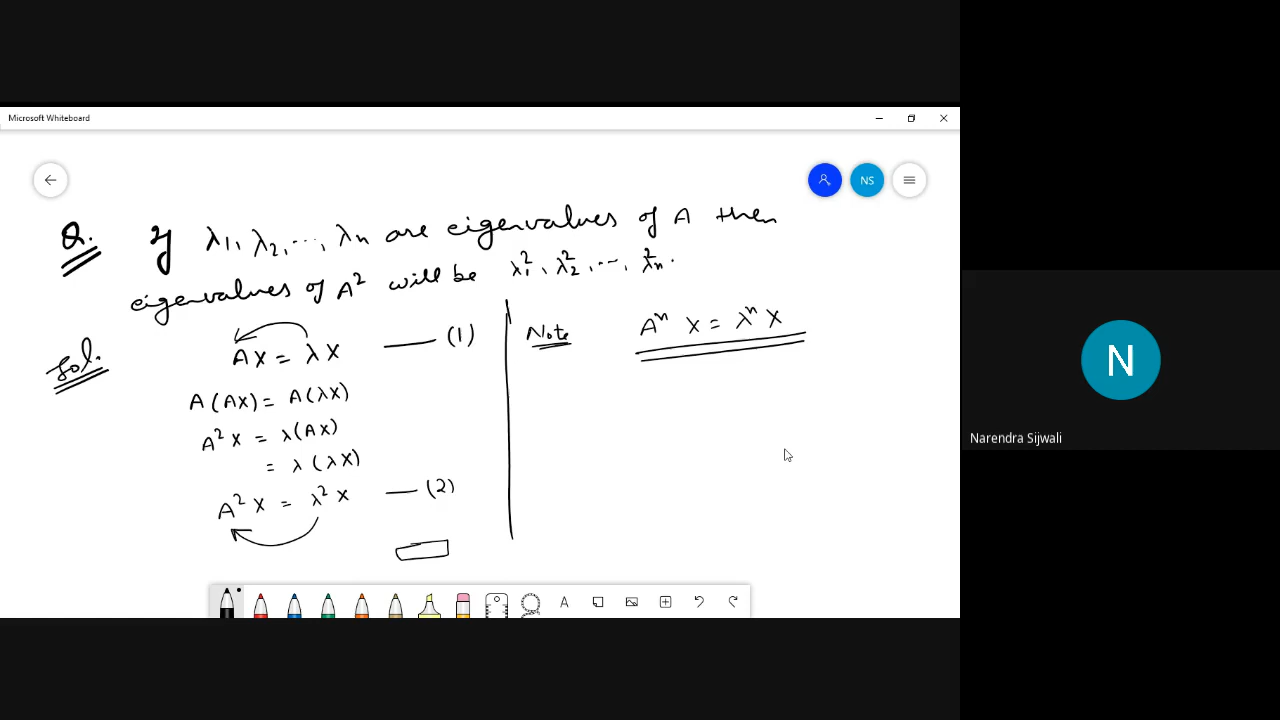 Microsoft Whiteboard
NS
Q. If λ1, λ2, ..., λn are eigenvalues of A then
eigenvalues of A² will be λ1², λ2², ..., λn².
Sol.
AX = λX — (1)
A(AX) = A(λX)
A²X = λ(AX)
= λ(λX)
A²X = λ²X — (2)
Note AⁿX = λⁿX
A
N
Narendra Sijwali